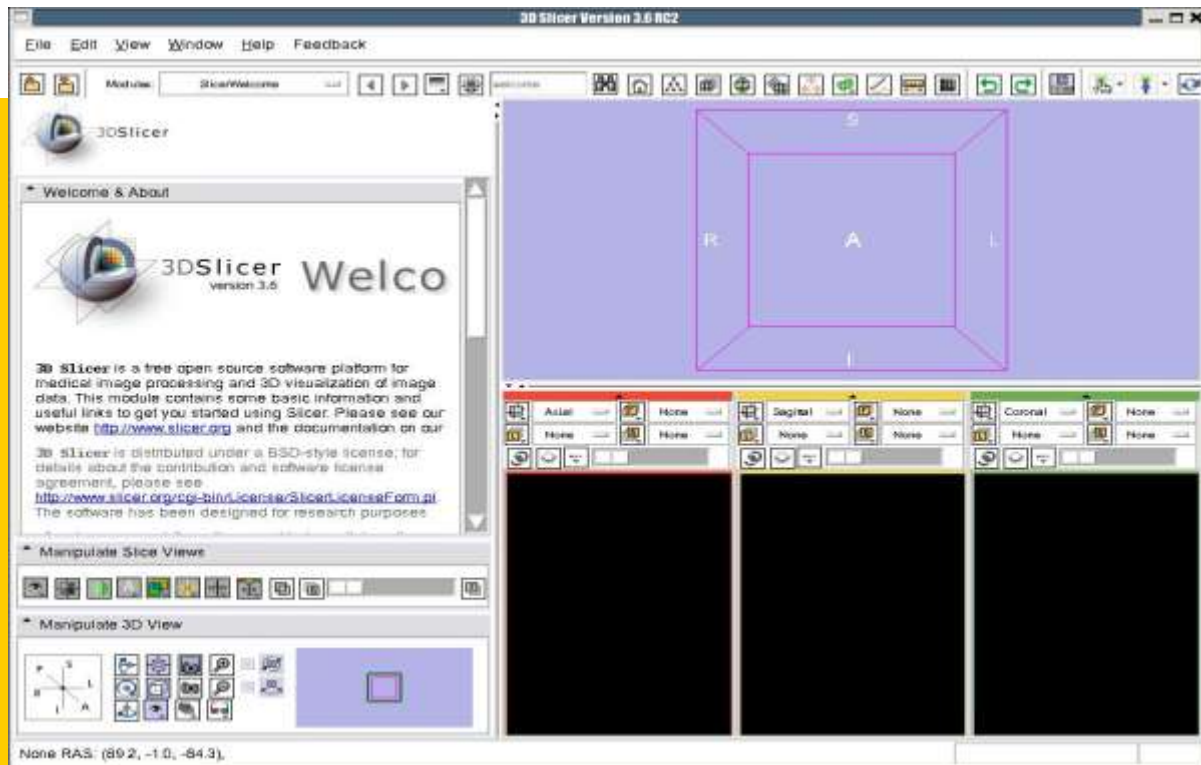 3D Slicer Version 3.6 RC2
File Edit View Window Help Feedback
Modules: SlicerWelcome welcome
3DSlicer
Welcome & About
3DSlicer
version 3.6
Welco
3D Slicer is a free open source software platform for
medical image processing and 3D visualization of image
data. This module contains some basic information and
useful links to get you started using Slicer. Please see our
website http://www.slicer.org and the documentation on our
3D Slicer is distributed under a BSD-style license; for
details about the contribution and software license
agreement, please see
http://www.slicer.org/cgi-bin/License/SlicerLicenseForm.pl
The software has been designed for research purposes
Manipulate Slice Views
Manipulate 3D View
P S
R L
I A
S
R A L
I
Axial None Sagittal None Coronal None
None None None None None None
None RAS: (89.2, -1.0, -84.3),